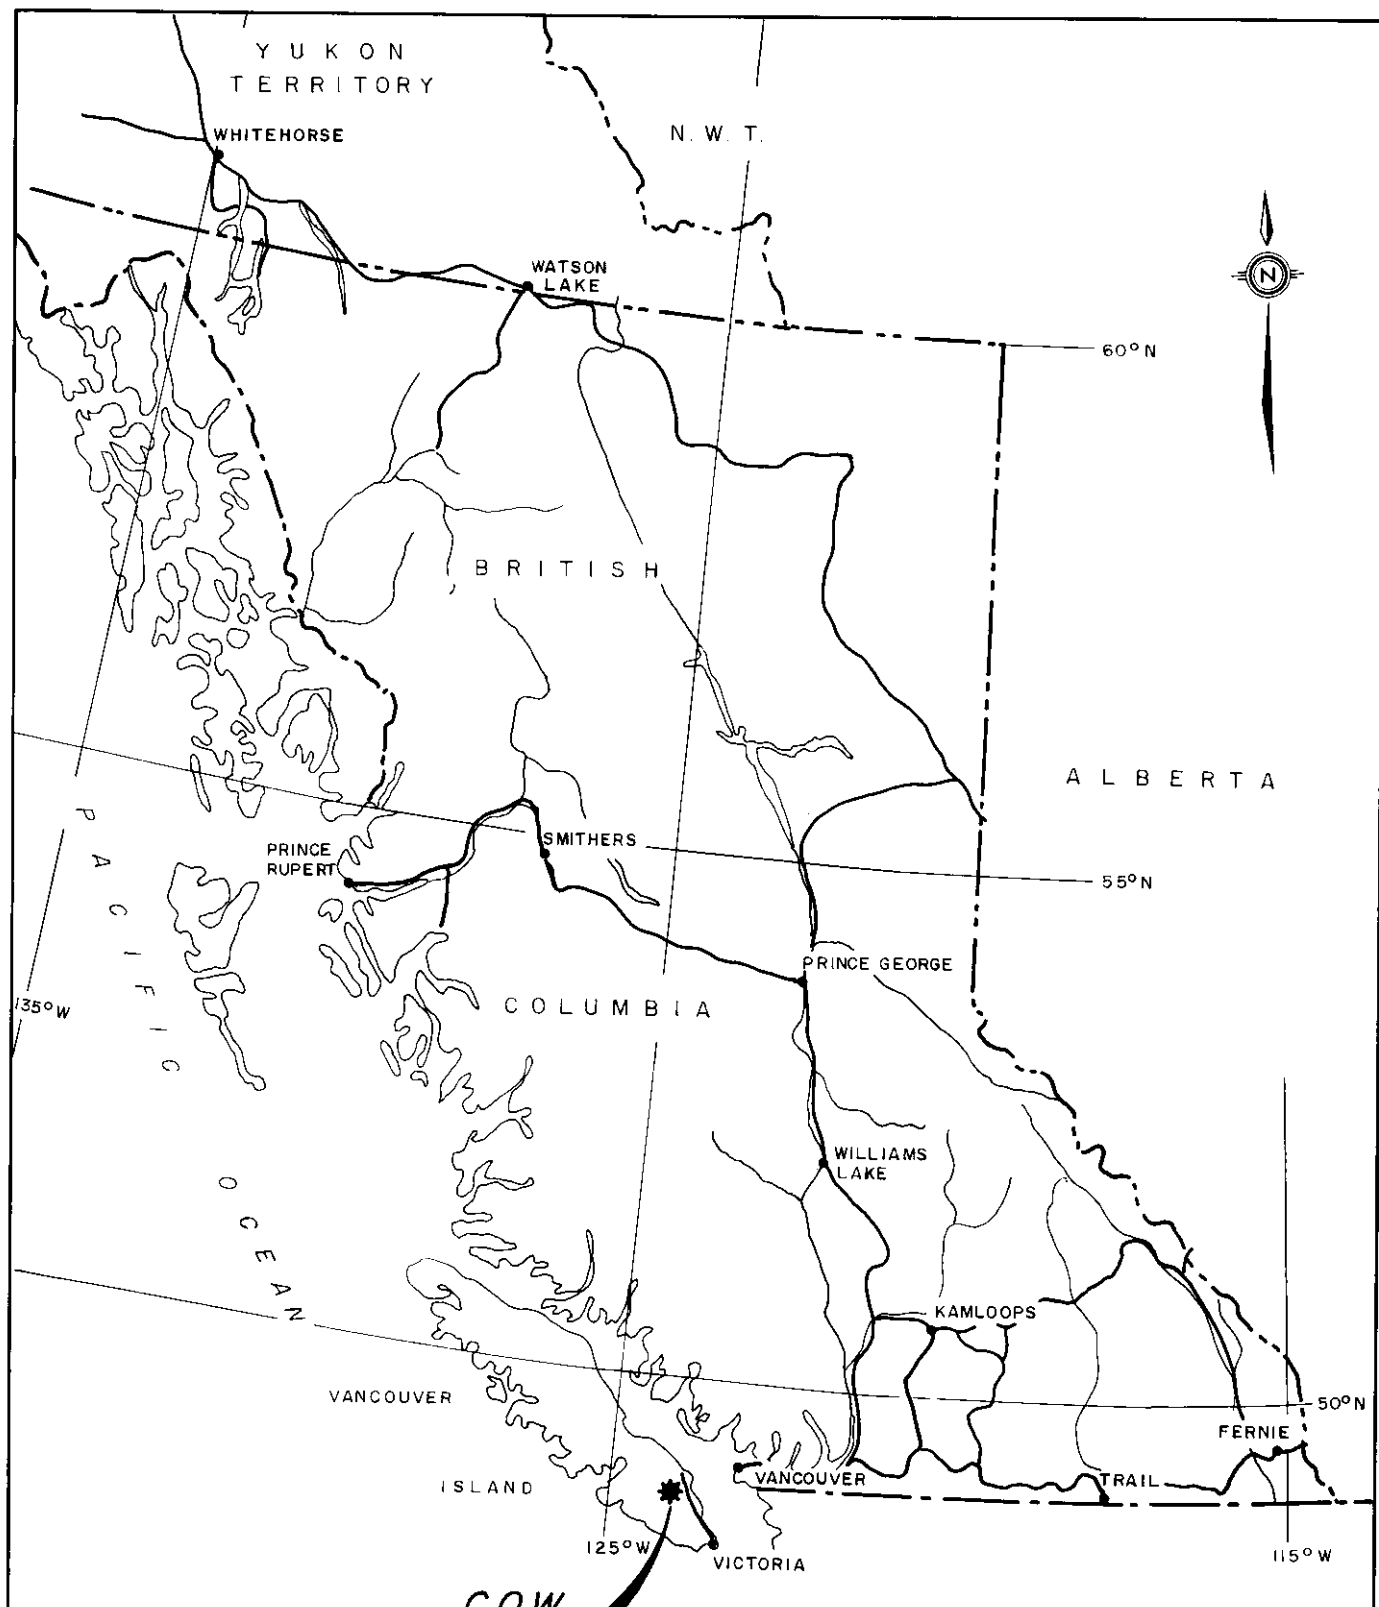 YUKON
TERRITORY
N. W. T.
WHITEHORSE
N
WATSON
LAKE
60°N
BRITISH
ALBERTA
PRINCE
RUPERT
SMITHERS
55°N
PRINCE GEORGE
COLUMBIA
135°W
PACIFIC
OCEAN
WILLIAMS
LAKE
KAMLOOPS
VANCOUVER
ISLAND
50°N
FERNIE
VANCOUVER
TRAIL
125°W
VICTORIA
115°W
COW